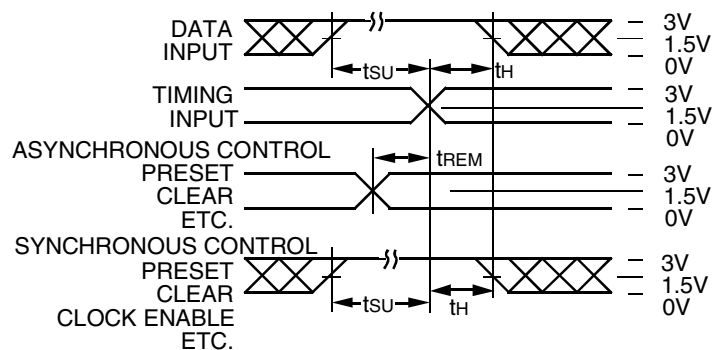 DATA
INPUT
tSU
tH
3V
1.5V
0V
TIMING
INPUT
3V
1.5V
0V
ASYNCHRONOUS CONTROL
PRESET
CLEAR
ETC.
tREM
3V
1.5V
0V
SYNCHRONOUS CONTROL
PRESET
CLEAR
CLOCK ENABLE
ETC.
tSU
tH
3V
1.5V
0V